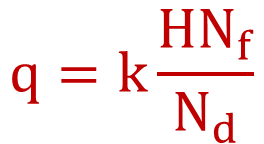 q = k HN_f / N_d